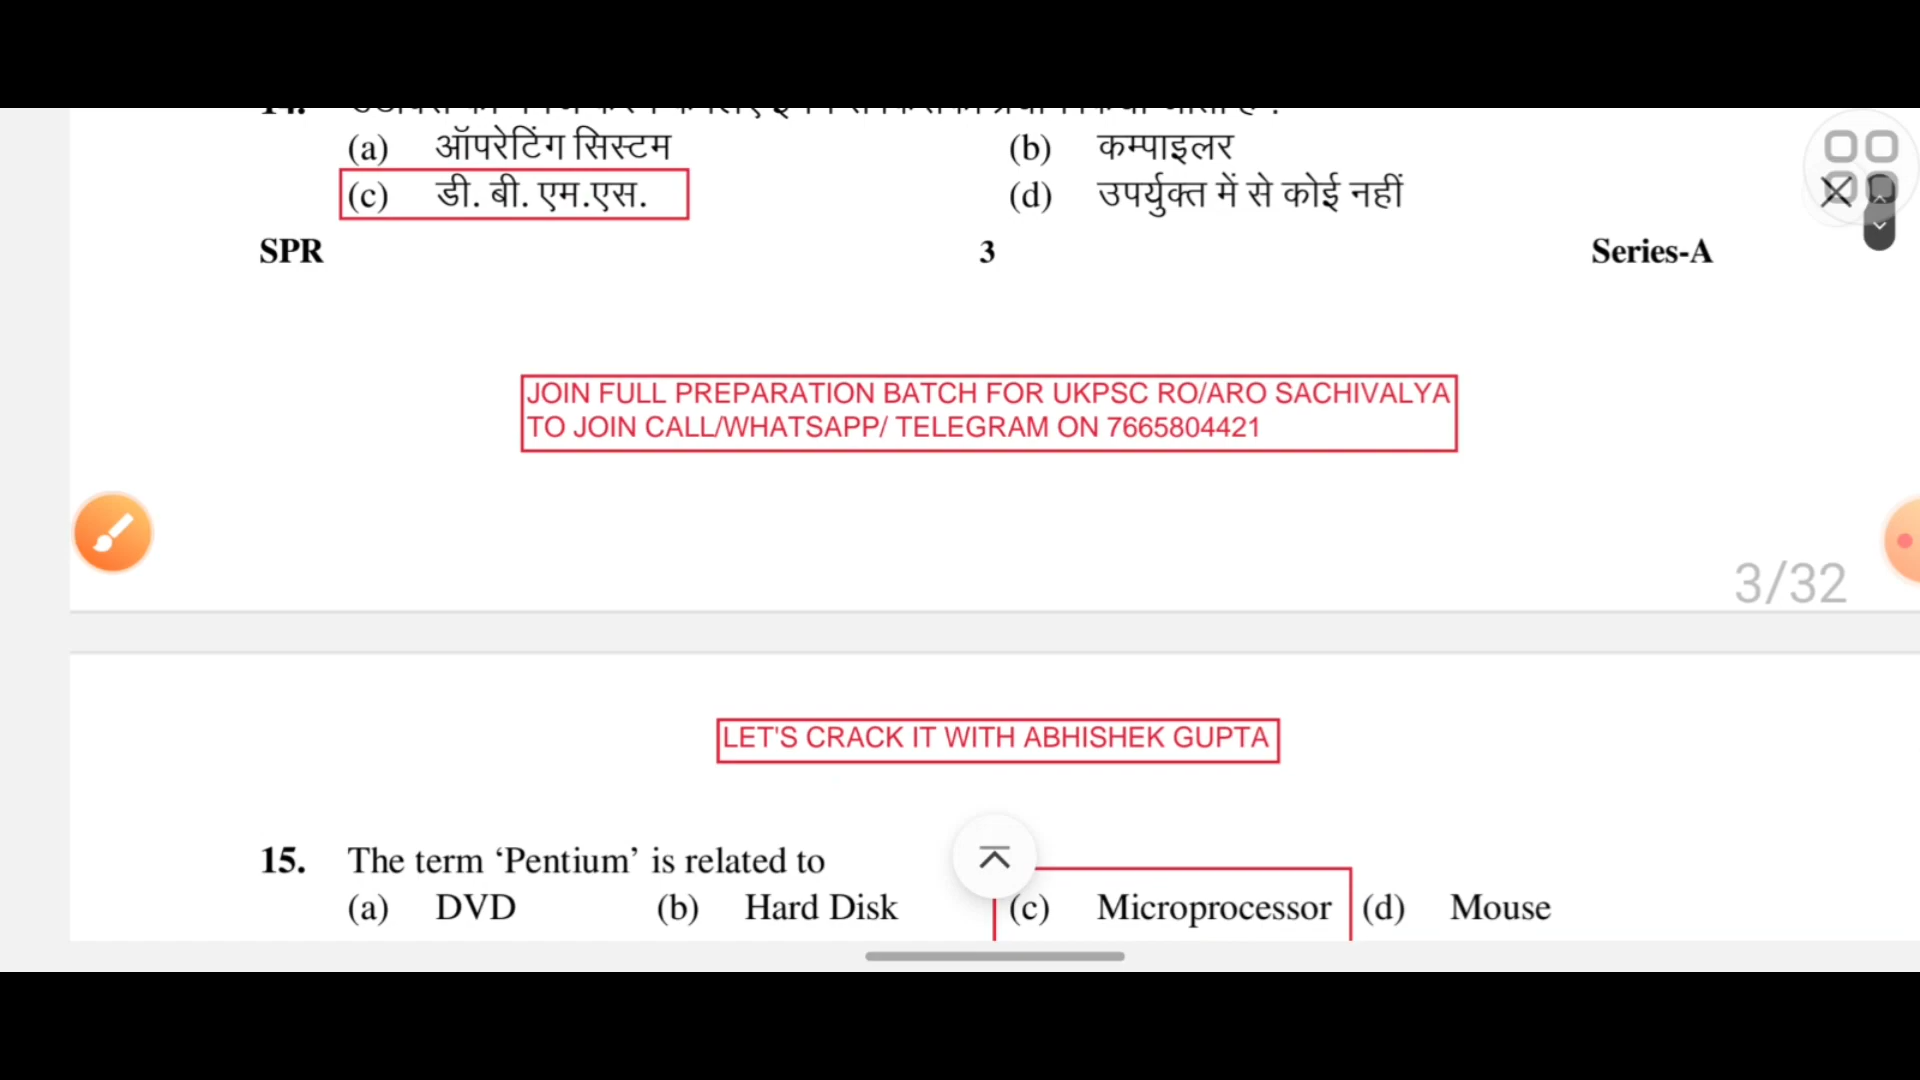 (a) ऑपरेटिंग सिस्टम (b) कम्पाइलर
(c) डी. बी. एम.एस. (d) उपर्युक्त में से कोई नहीं
SPR 3 Series-A
JOIN FULL PREPARATION BATCH FOR UKPSC RO/ARO SACHIVALYA
TO JOIN CALL/WHATSAPP/ TELEGRAM ON 7665804421
3/32
LET'S CRACK IT WITH ABHISHEK GUPTA
15. The term ‘Pentium’ is related to
(a) DVD (b) Hard Disk (c) Microprocessor (d) Mouse